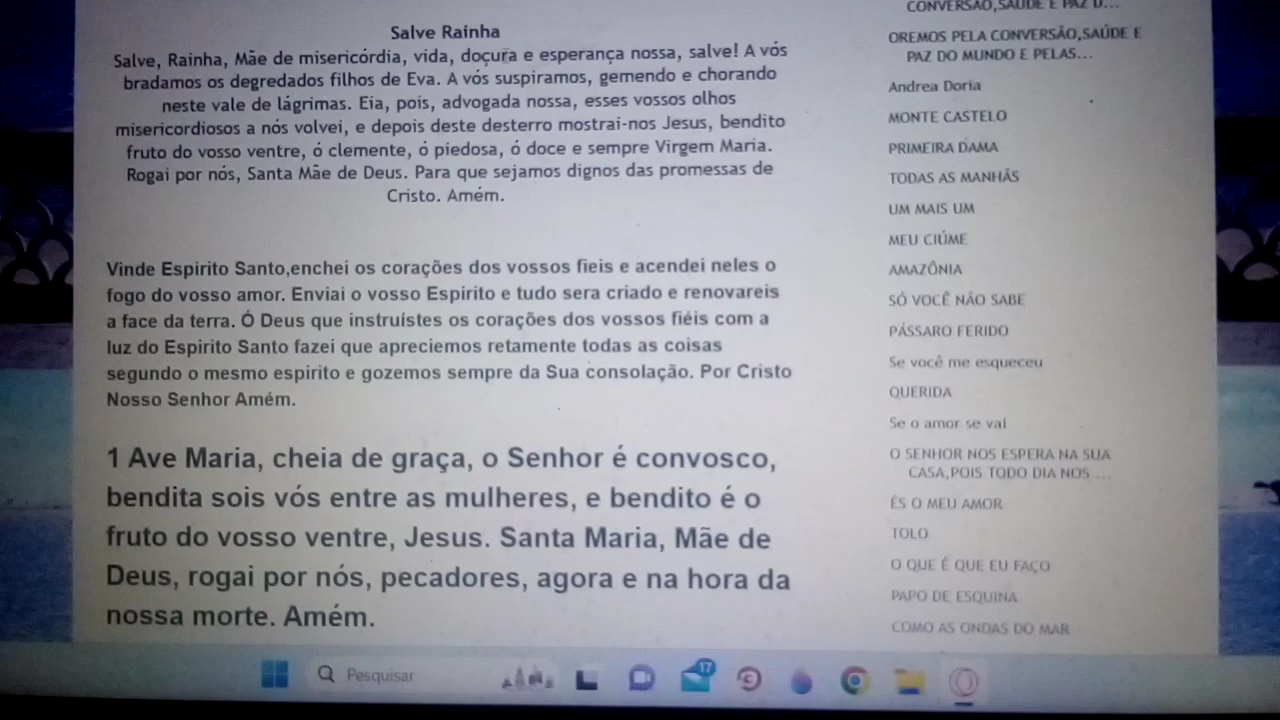 Salve Rainha
Salve, Rainha, Mãe de misericórdia, vida, doçura e esperança nossa, salve! A vós
bradamos os degredados filhos de Eva. A vós suspiramos, gemendo e chorando
neste vale de lágrimas. Eia, pois, advogada nossa, esses vossos olhos
misericordiosos a nós volvei, e depois deste desterro mostrai-nos Jesus, bendito
fruto do vosso ventre, ó clemente, ó piedosa, ó doce e sempre Virgem Maria.
Rogai por nós, Santa Mãe de Deus. Para que sejamos dignos das promessas de
Cristo. Amém.
Vinde Espirito Santo,enchei os corações dos vossos fieis e acendei neles o
fogo do vosso amor. Enviai o vosso Espirito e tudo sera criado e renovareis
a face da terra. Ó Deus que instruistes os corações dos vossos fiéis com a
luz do Espirito Santo fazei que apreciemos retamente todas as coisas
segundo o mesmo espirito e gozemos sempre da Sua consolação. Por Cristo
Nosso Senhor Amém.
1 Ave Maria, cheia de graça, o Senhor é convosco,
bendita sois vós entre as mulheres, e bendito é o
fruto do vosso ventre, Jesus. Santa Maria, Mãe de
Deus, rogai por nós, pecadores, agora e na hora da
nossa morte. Amém.
CONVERSÃO,SAÚDE E PAZ D...
OREMOS PELA CONVERSÃO,SAÚDE E
PAZ DO MUNDO E PELAS...
Andrea Doria
MONTE CASTELO
PRIMEIRA DAMA
TODAS AS MANHÃS
UM MAIS UM
MEU CIÚME
AMAZÔNIA
SÓ VOCÊ NÃO SABE
PÁSSARO FERIDO
Se você me esqueceu
QUERIDA
Se o amor se vai
O SENHOR NOS ESPERA NA SUA
CASA,POIS TODO DIA NOS ...
ÉS O MEU AMOR
TOLO
O QUE É QUE EU FAÇO
PAPO DE ESQUINA
COMO AS ONDAS DO MAR
Pesquisar
17